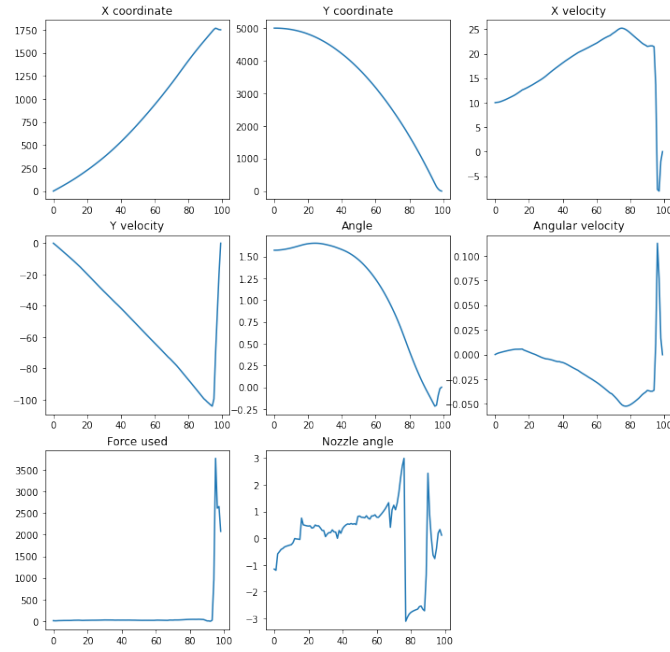 X coordinate Y coordinate X velocity
1750 1500 1250 1000 750 500 250 0
5000 4000 3000 2000 1000 0
25 20 15 10 5 0 −5
0 20 40 60 80 100 0 20 40 60 80 100 0 20 40 60 80 100
Y velocity Angle Angular velocity
0 −20 −40 −60 −80 −100
1.50 1.25 1.00 0.75 0.50 0.25 0.00 −0.25
0.100 0.075 0.050 0.025 0.000 −0.025 −0.050
0 20 40 60 80 100 0 20 40 60 80 100 0 20 40 60 80 100
Force used Nozzle angle
3500 3000 2500 2000 1500 1000 500 0
3 2 1 0 −1 −2 −3
0 20 40 60 80 100 0 20 40 60 80 100